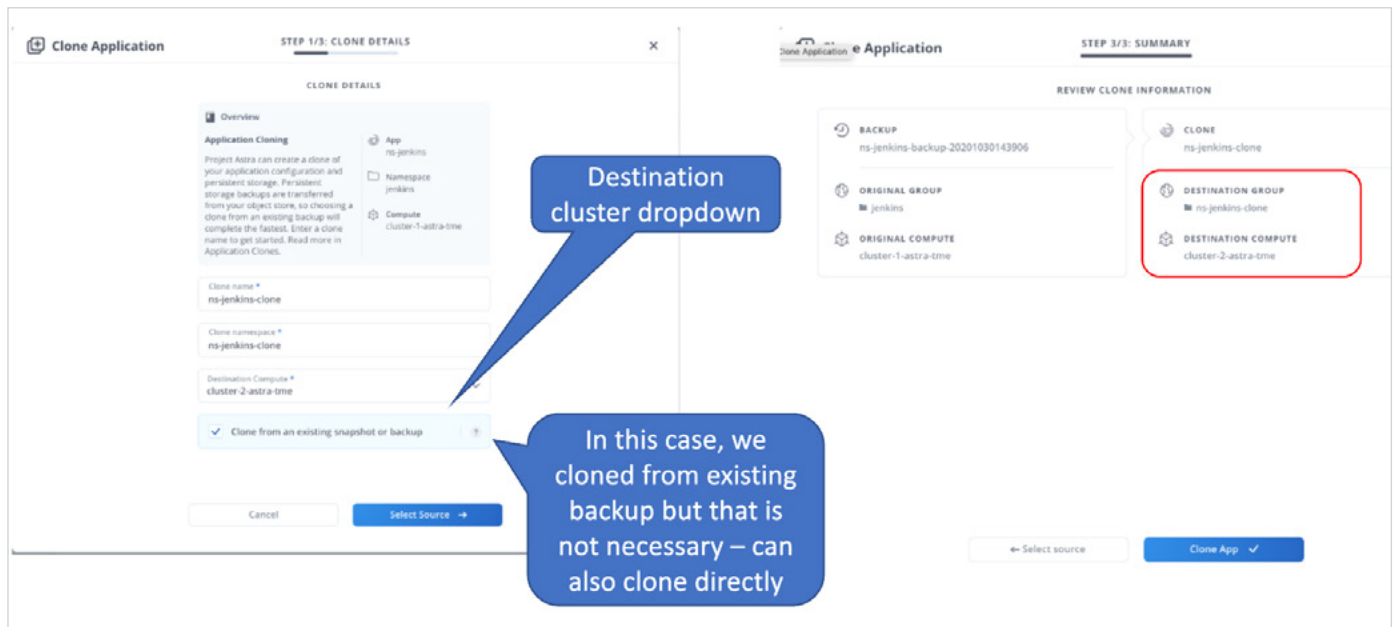 Clone Application
STEP 1/3: CLONE DETAILS
CLONE DETAILS
Overview
Application Cloning
Project Astra can create a clone of
your application configuration and
persistent storage. Persistent
storage backups are transferred
from your object store, so choosing a
clone from an existing backup will
complete the fastest. Enter a clone
name to get started. Read more in
Application Clones.
App
ns-jenkins
Namespace
jenkins
Compute
cluster-1-astra-tme
Clone name *
ns-jenkins-clone
Clone namespace *
ns-jenkins-clone
Destination Compute *
cluster-2-astra-tme
Clone from an existing snapshot or backup
Cancel
Select Source →
Destination
cluster dropdown
In this case, we
cloned from existing
backup but that is
not necessary – can
also clone directly
Clone Application
e Application
STEP 3/3: SUMMARY
REVIEW CLONE INFORMATION
BACKUP
ns-jenkins-backup-20201030143906
ORIGINAL GROUP
jenkins
ORIGINAL COMPUTE
cluster-1-astra-tme
CLONE
ns-jenkins-clone
DESTINATION GROUP
ns-jenkins-clone
DESTINATION COMPUTE
cluster-2-astra-tme
← Select source
Clone App